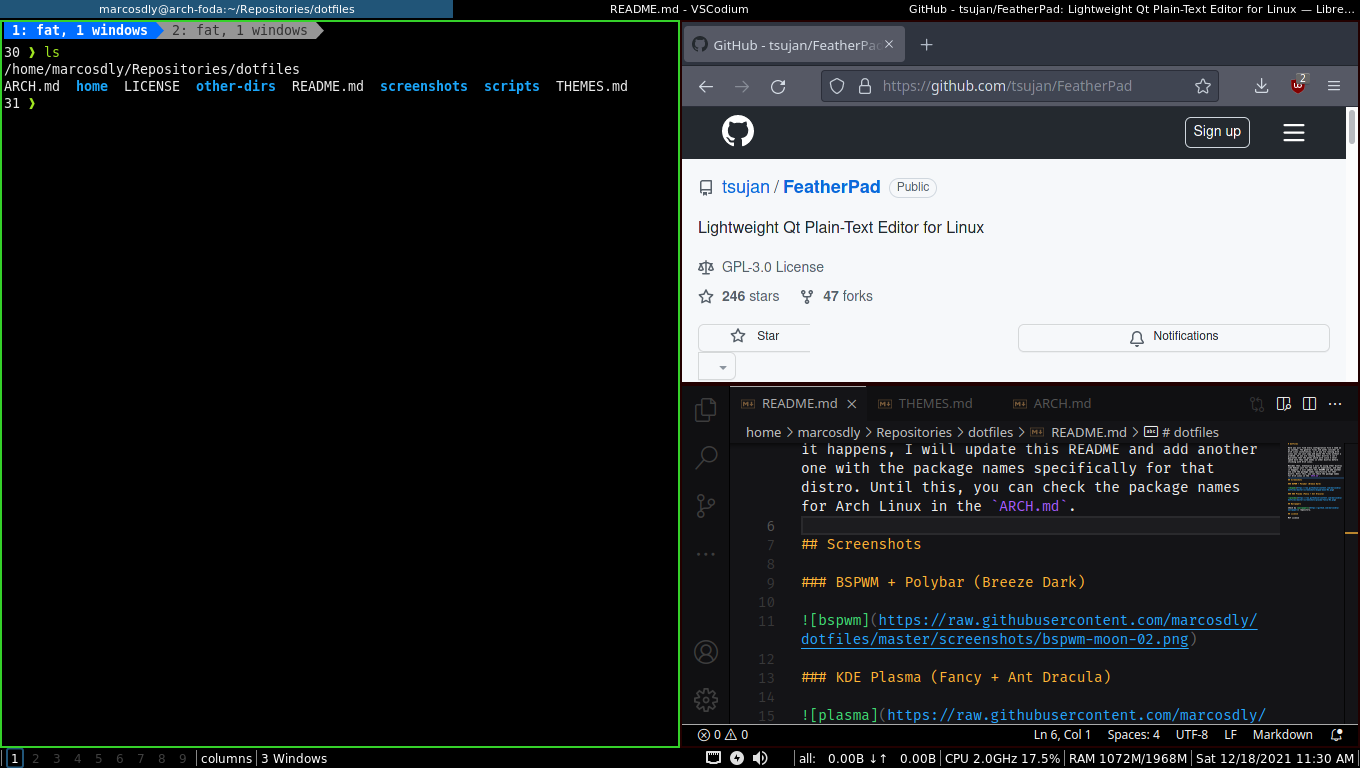 marcosdly@arch-foda:~/Repositories/dotfiles
README.md - VSCodium
GitHub - tsujan/FeatherPad: Lightweight Qt Plain-Text Editor for Linux — Libre...
1: fat, 1 windows
2: fat, 1 windows
30 ❯ ls
/home/marcosdly/Repositories/dotfiles
ARCH.md home LICENSE other-dirs README.md screenshots scripts THEMES.md
31 ❯
GitHub - tsujan/FeatherPad
https://github.com/tsujan/FeatherPad
2
Sign up
tsujan / FeatherPad Public
Lightweight Qt Plain-Text Editor for Linux
GPL-3.0 License
246 stars 47 forks
Star
Notifications
README.md
THEMES.md
ARCH.md
home > marcosdly > Repositories > dotfiles > README.md > # dotfiles
it happens, I will update this README and add another
one with the package names specifically for that
distro. Until this, you can check the package names
for Arch Linux in the `ARCH.md`.
6
7 ## Screenshots
8
9 ### BSPWM + Polybar (Breeze Dark)
10
11 ![bspwm](https://raw.githubusercontent.com/marcosdly/
dotfiles/master/screenshots/bspwm-moon-02.png)
12
13 ### KDE Plasma (Fancy + Ant Dracula)
14
15 ![plasma](https://raw.githubusercontent.com/marcosdly/
0 0
Ln 6, Col 1 Spaces: 4 UTF-8 LF Markdown
1 2 3 4 5 6 7 8 9 columns 3 Windows
all: 0.00B ↓↑ 0.00B CPU 2.0GHz 17.5% RAM 1072M/1968M Sat 12/18/2021 11:30 AM